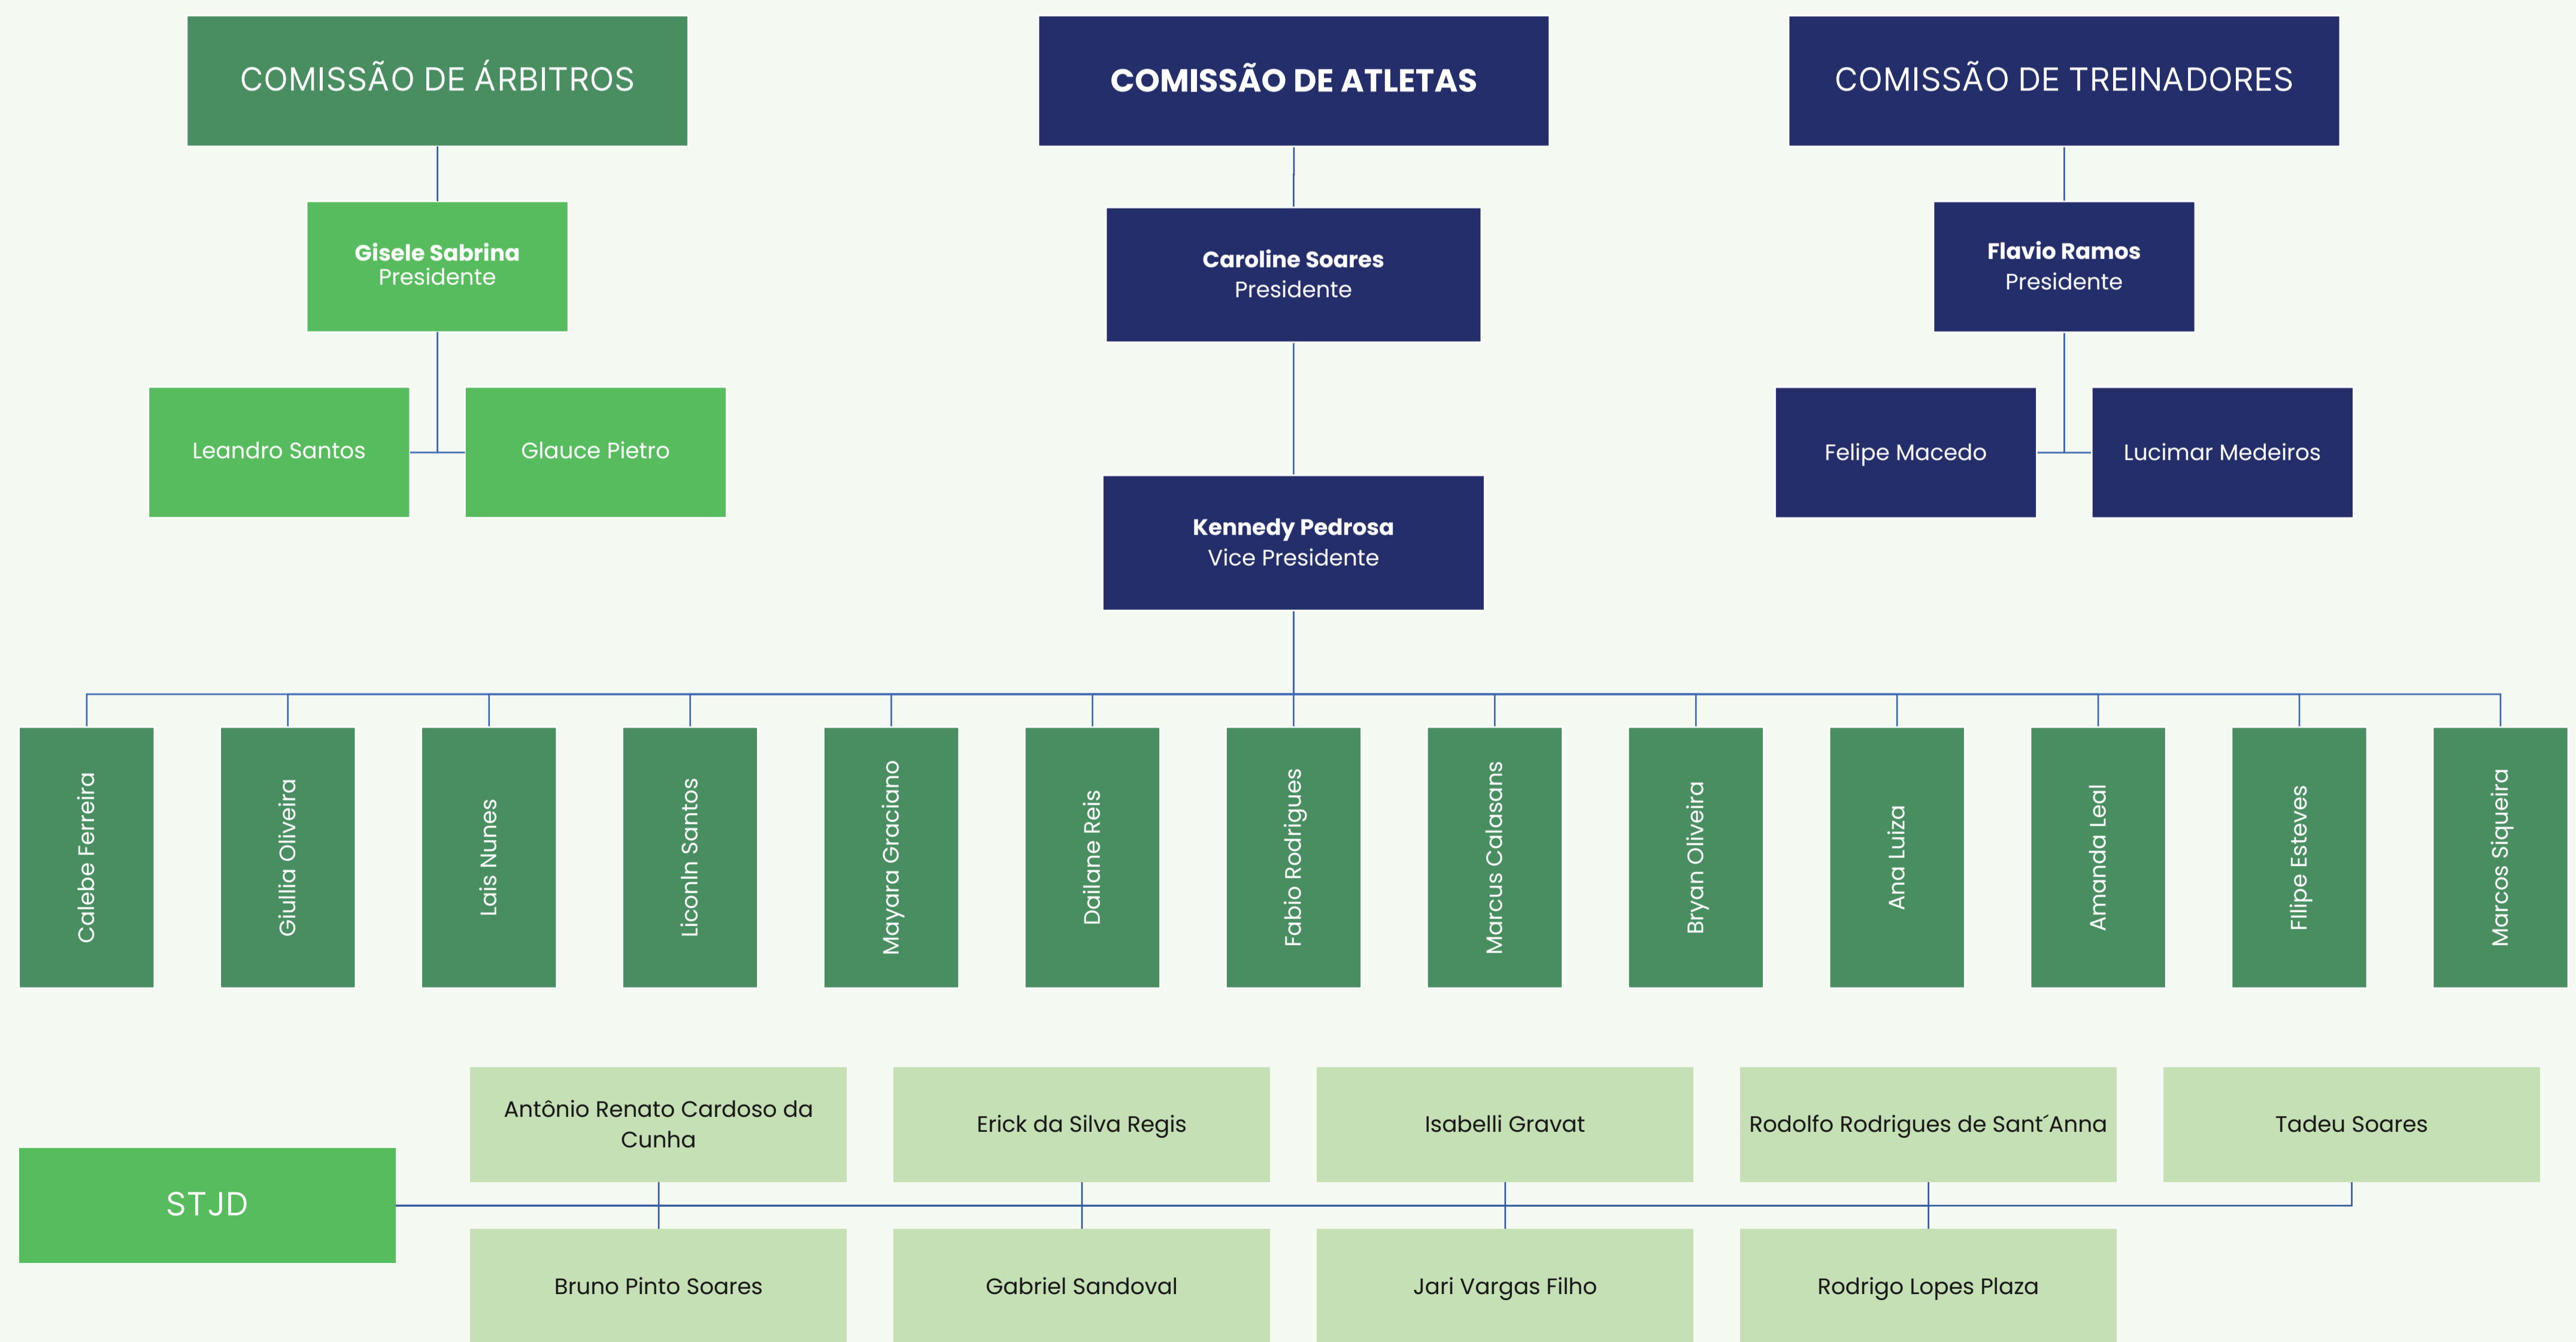 COMISSÃO DE ÁRBITROS
COMISSÃO DE ATLETAS
COMISSÃO DE TREINADORES
Gisele Sabrina
Presidente
Caroline Soares
Presidente
Flavio Ramos
Presidente
Leandro Santos
Glauce Pietro
Felipe Macedo
Lucimar Medeiros
Kennedy Pedrosa
Vice Presidente
Calebe Ferreira
Giullia Oliveira
Lais Nunes
Liconln Santos
Mayara Graciano
Dailane Reis
Fabio Rodrigues
Marcus Calasans
Bryan Oliveira
Ana Luiza
Amanda Leal
FIlipe Esteves
Marcos Siqueira
Antônio Renato Cardoso da
Cunha
Erick da Silva Regis
Isabelli Gravat
Rodolfo Rodrigues de Sant´Anna
Tadeu Soares
STJD
Bruno Pinto Soares
Gabriel Sandoval
Jari Vargas Filho
Rodrigo Lopes Plaza